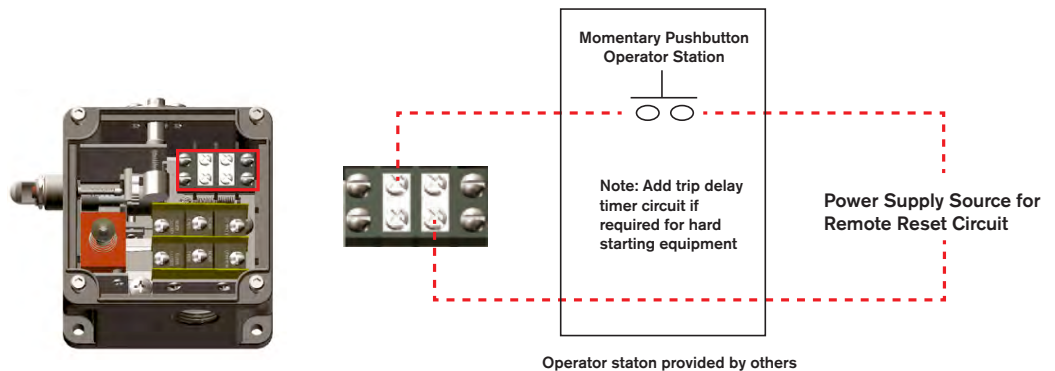 Momentary Pushbutton
Operator Station
Note: Add trip delay
timer circuit if
required for hard
starting equipment
Power Supply Source for
Remote Reset Circuit
Operator staton provided by others